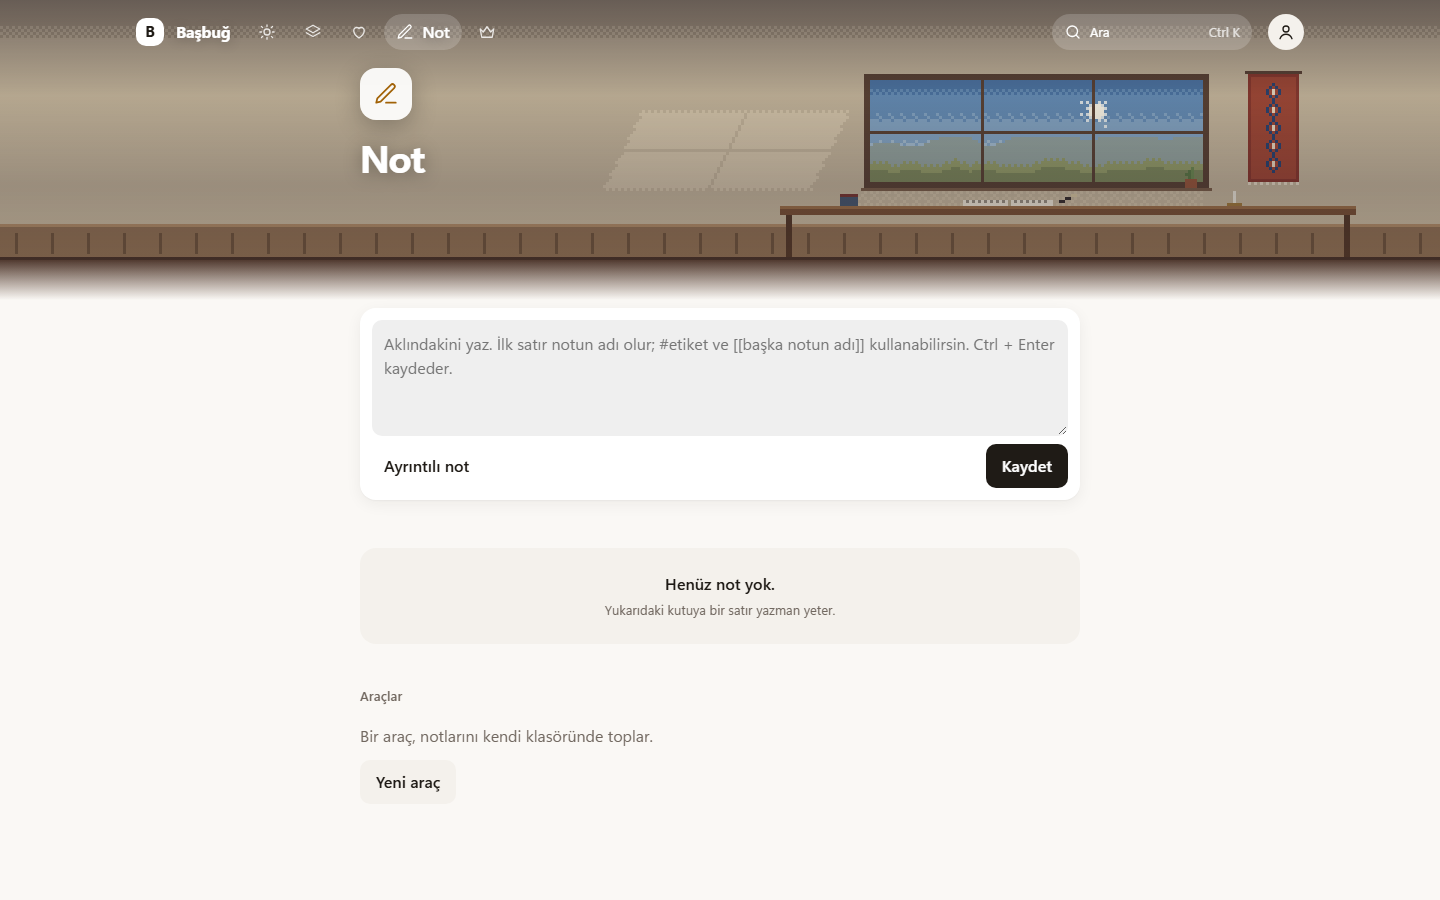 B Başbuğ Not Ara Ctrl K
Not
Aklındakini yaz. İlk satır notun adı olur; #etiket ve [[başka notun adı]] kullanabilirsin. Ctrl + Enter
kaydeder.
Ayrıntılı not Kaydet
Henüz not yok.
Yukarıdaki kutuya bir satır yazman yeter.
Araçlar
Bir araç, notlarını kendi klasöründe toplar.
Yeni araç